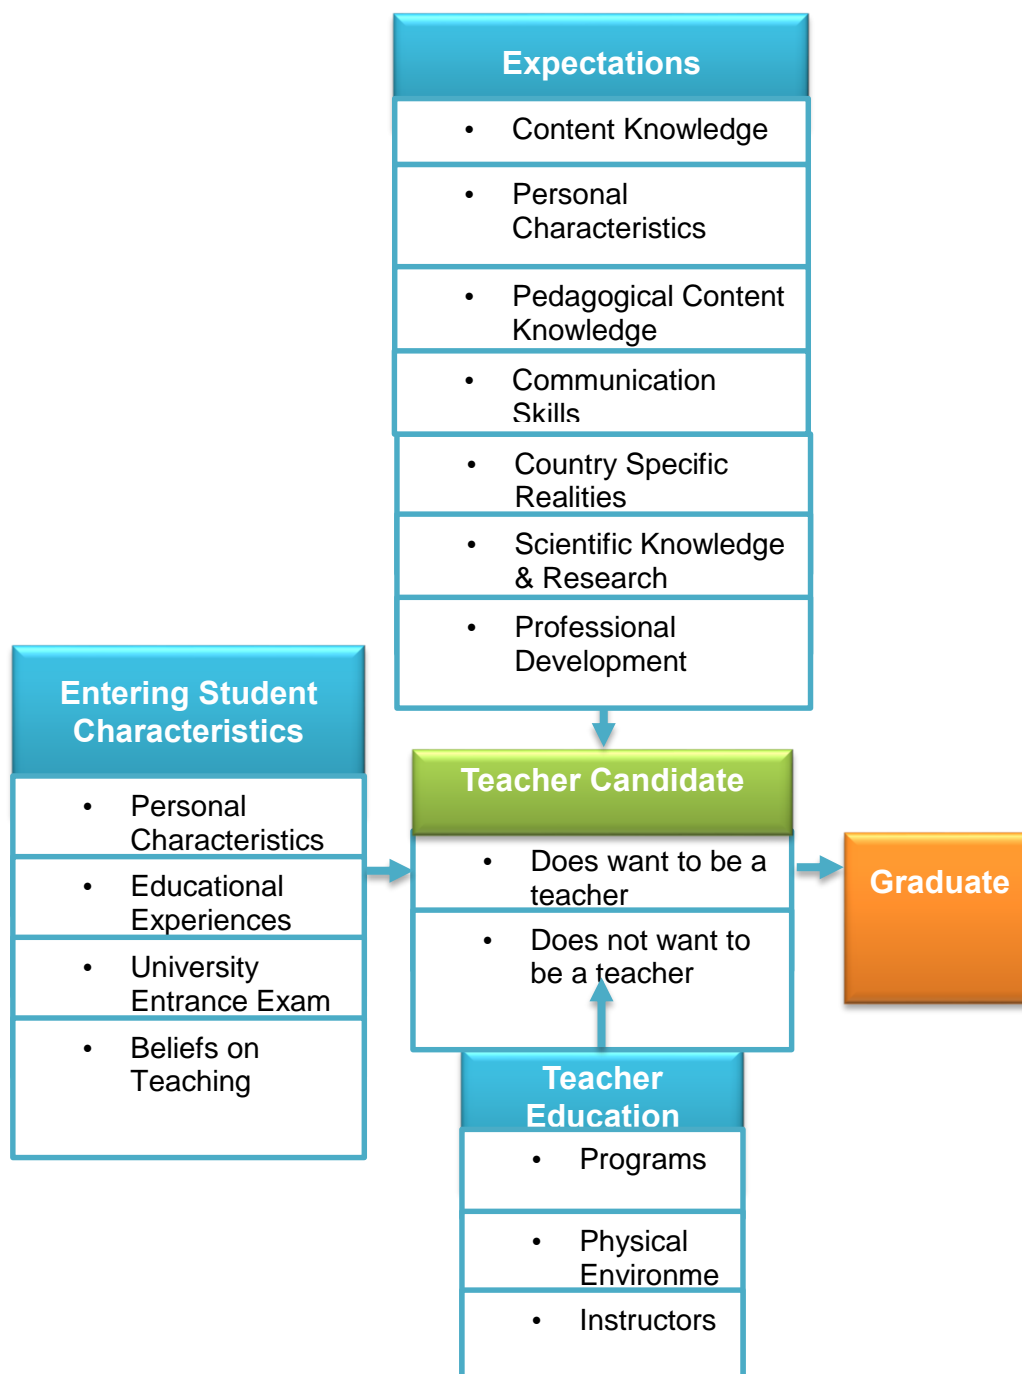 Expectations
• Content Knowledge
• Personal
Characteristics
• Pedagogical Content
Knowledge
• Communication
Skills
• Country Specific
Realities
• Scientific Knowledge
& Research
• Professional
Development
Entering Student
Characteristics
• Personal
Characteristics
• Educational
Experiences
• University
Entrance Exam
• Beliefs on
Teaching
Teacher Candidate
• Does want to be a
teacher
• Does not want to
be a teacher
Graduate
Teacher
Education
• Programs
• Physical
Environme
• Instructors